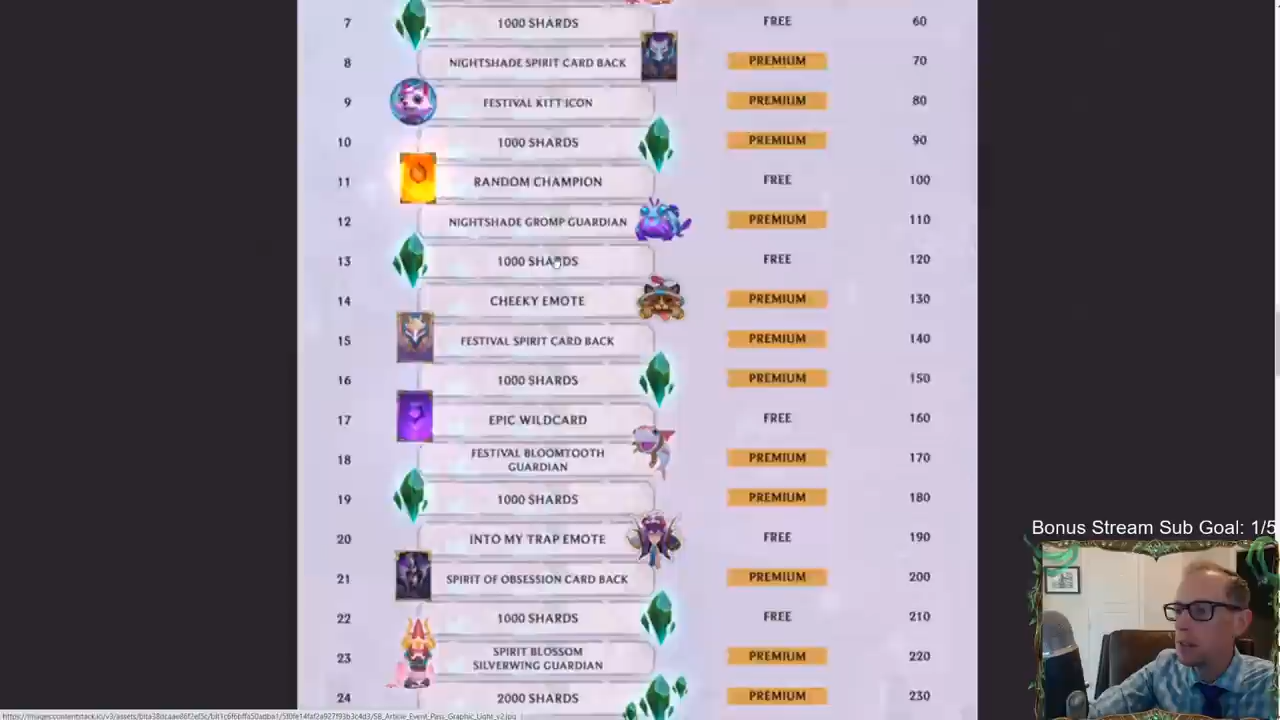 7 1000 SHARDS FREE 60
8 NIGHTSHADE SPIRIT CARD BACK PREMIUM 70
9 FESTIVAL KITT ICON PREMIUM 80
10 1000 SHARDS PREMIUM 90
11 RANDOM CHAMPION FREE 100
12 NIGHTSHADE GROMP GUARDIAN PREMIUM 110
13 1000 SHARDS FREE 120
14 CHEEKY EMOTE PREMIUM 130
15 FESTIVAL SPIRIT CARD BACK PREMIUM 140
16 1000 SHARDS PREMIUM 150
17 EPIC WILDCARD FREE 160
18 FESTIVAL BLOOMTOOTH GUARDIAN PREMIUM 170
19 1000 SHARDS PREMIUM 180
20 INTO MY TRAP EMOTE FREE 190
21 SPIRIT OF OBSESSION CARD BACK PREMIUM 200
22 1000 SHARDS FREE 210
23 SPIRIT BLOSSOM SILVERWING GUARDIAN PREMIUM 220
24 2000 SHARDS PREMIUM 230
Bonus Stream Sub Goal: 1/5